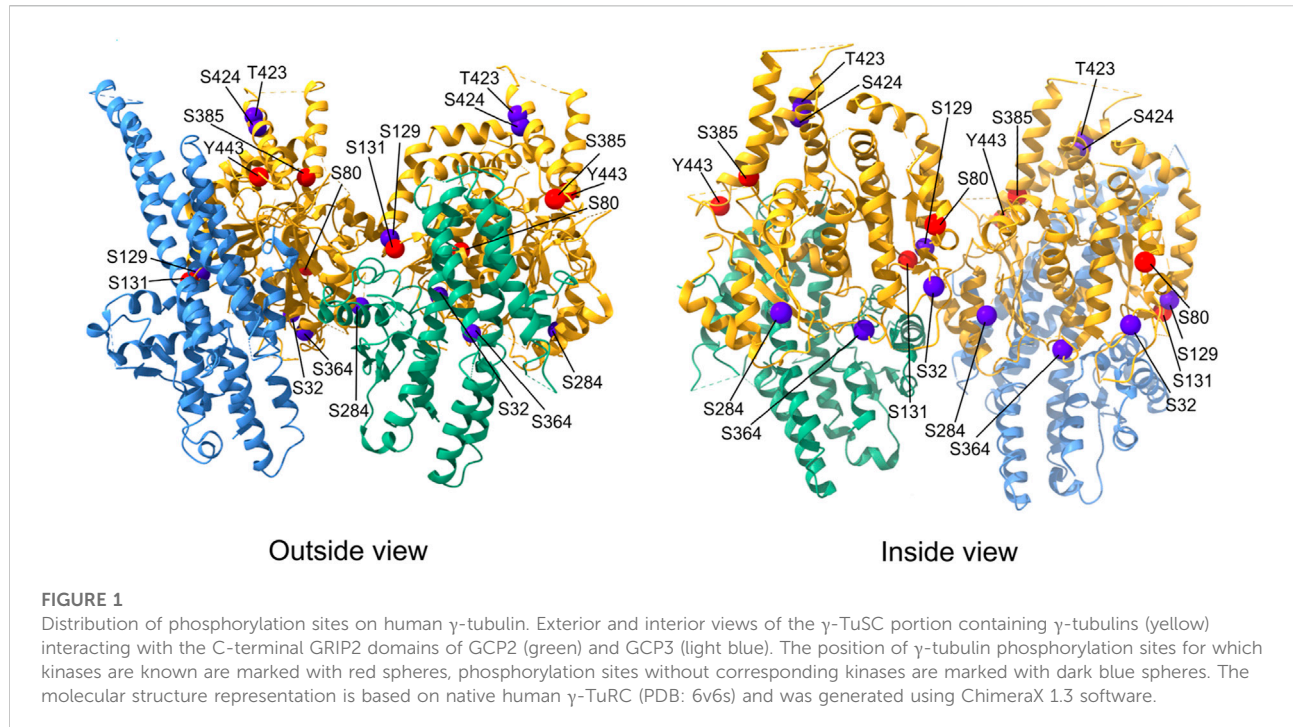 S424 T423
S385
Y443
S80
S129
S131
S32
S364
S284
S131
S129
T423
S424
S385
Y443
S80
S284
S32
S364
Outside view
T423
S424
S385
Y443
S129
S80
S284
S364
S131
S32
S385
Y443
T423
S424
S284
S364
S80
S129
S131
S32
Inside view
FIGURE 1
Distribution of phosphorylation sites on human γ-tubulin. Exterior and interior views of the γ-TuSC portion containing γ-tubulins (yellow)
interacting with the C-terminal GRIP2 domains of GCP2 (green) and GCP3 (light blue). The position of γ-tubulin phosphorylation sites for which
kinases are known are marked with red spheres, phosphorylation sites without corresponding kinases are marked with dark blue spheres. The
molecular structure representation is based on native human γ-TuRC (PDB: 6v6s) and was generated using ChimeraX 1.3 software.